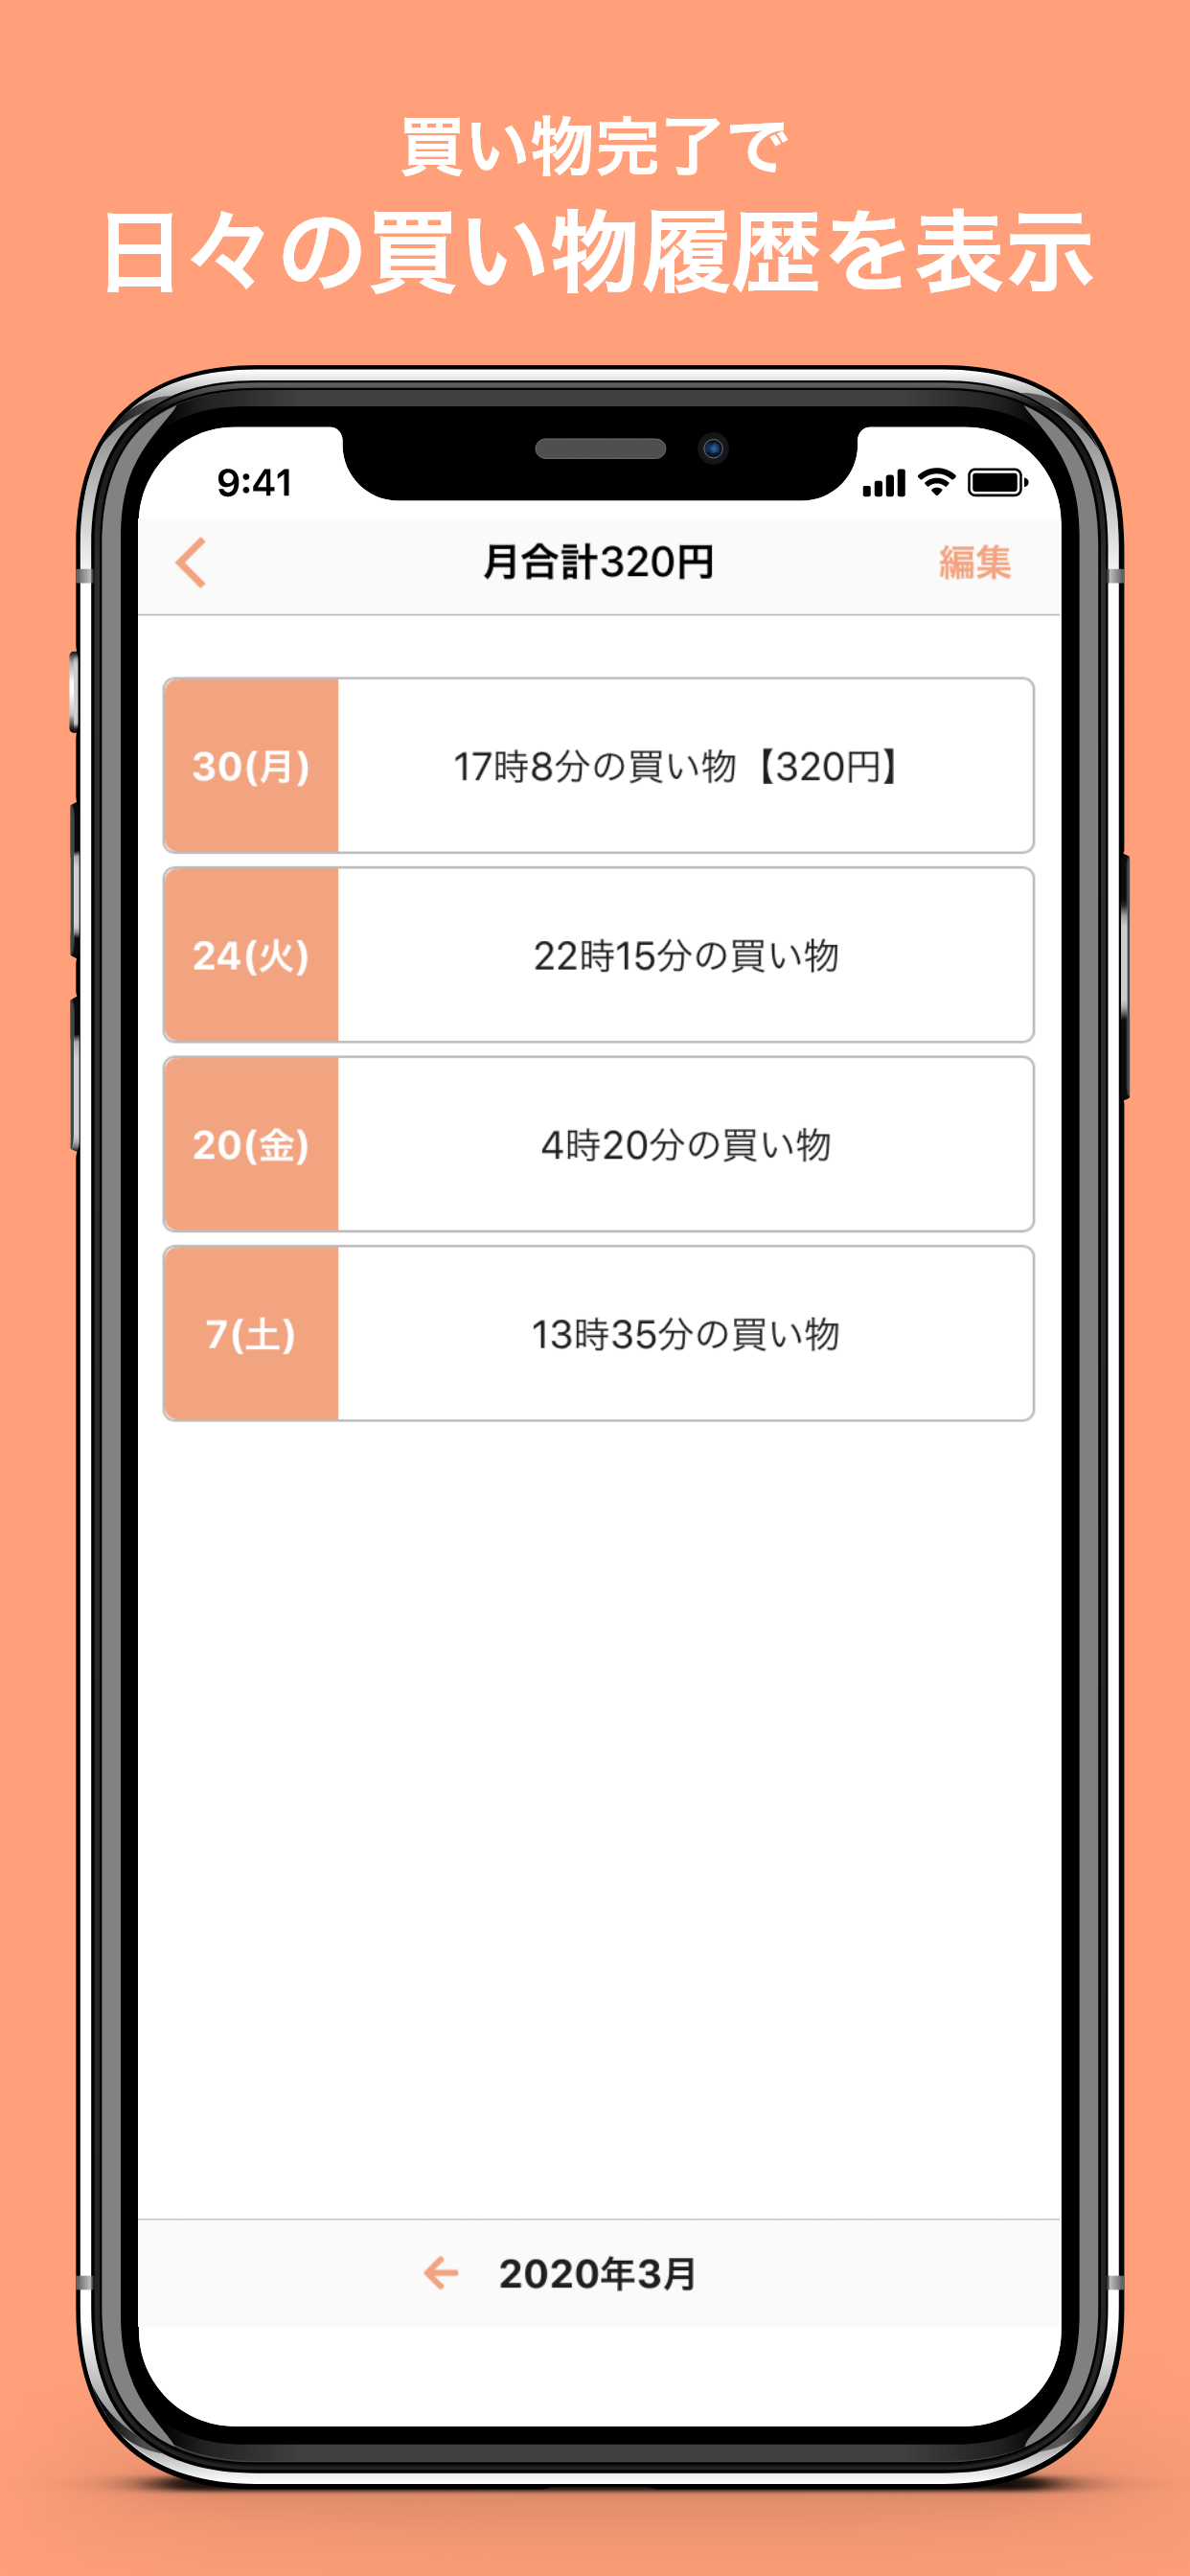 買い物完了で
日々の買い物履歴を表示
9:41
月合計320円
編集
30(月)
17時8分の買い物【320円】
24(火)
22時15分の買い物
20(金)
4時20分の買い物
7(土)
13時35分の買い物
2020年3月